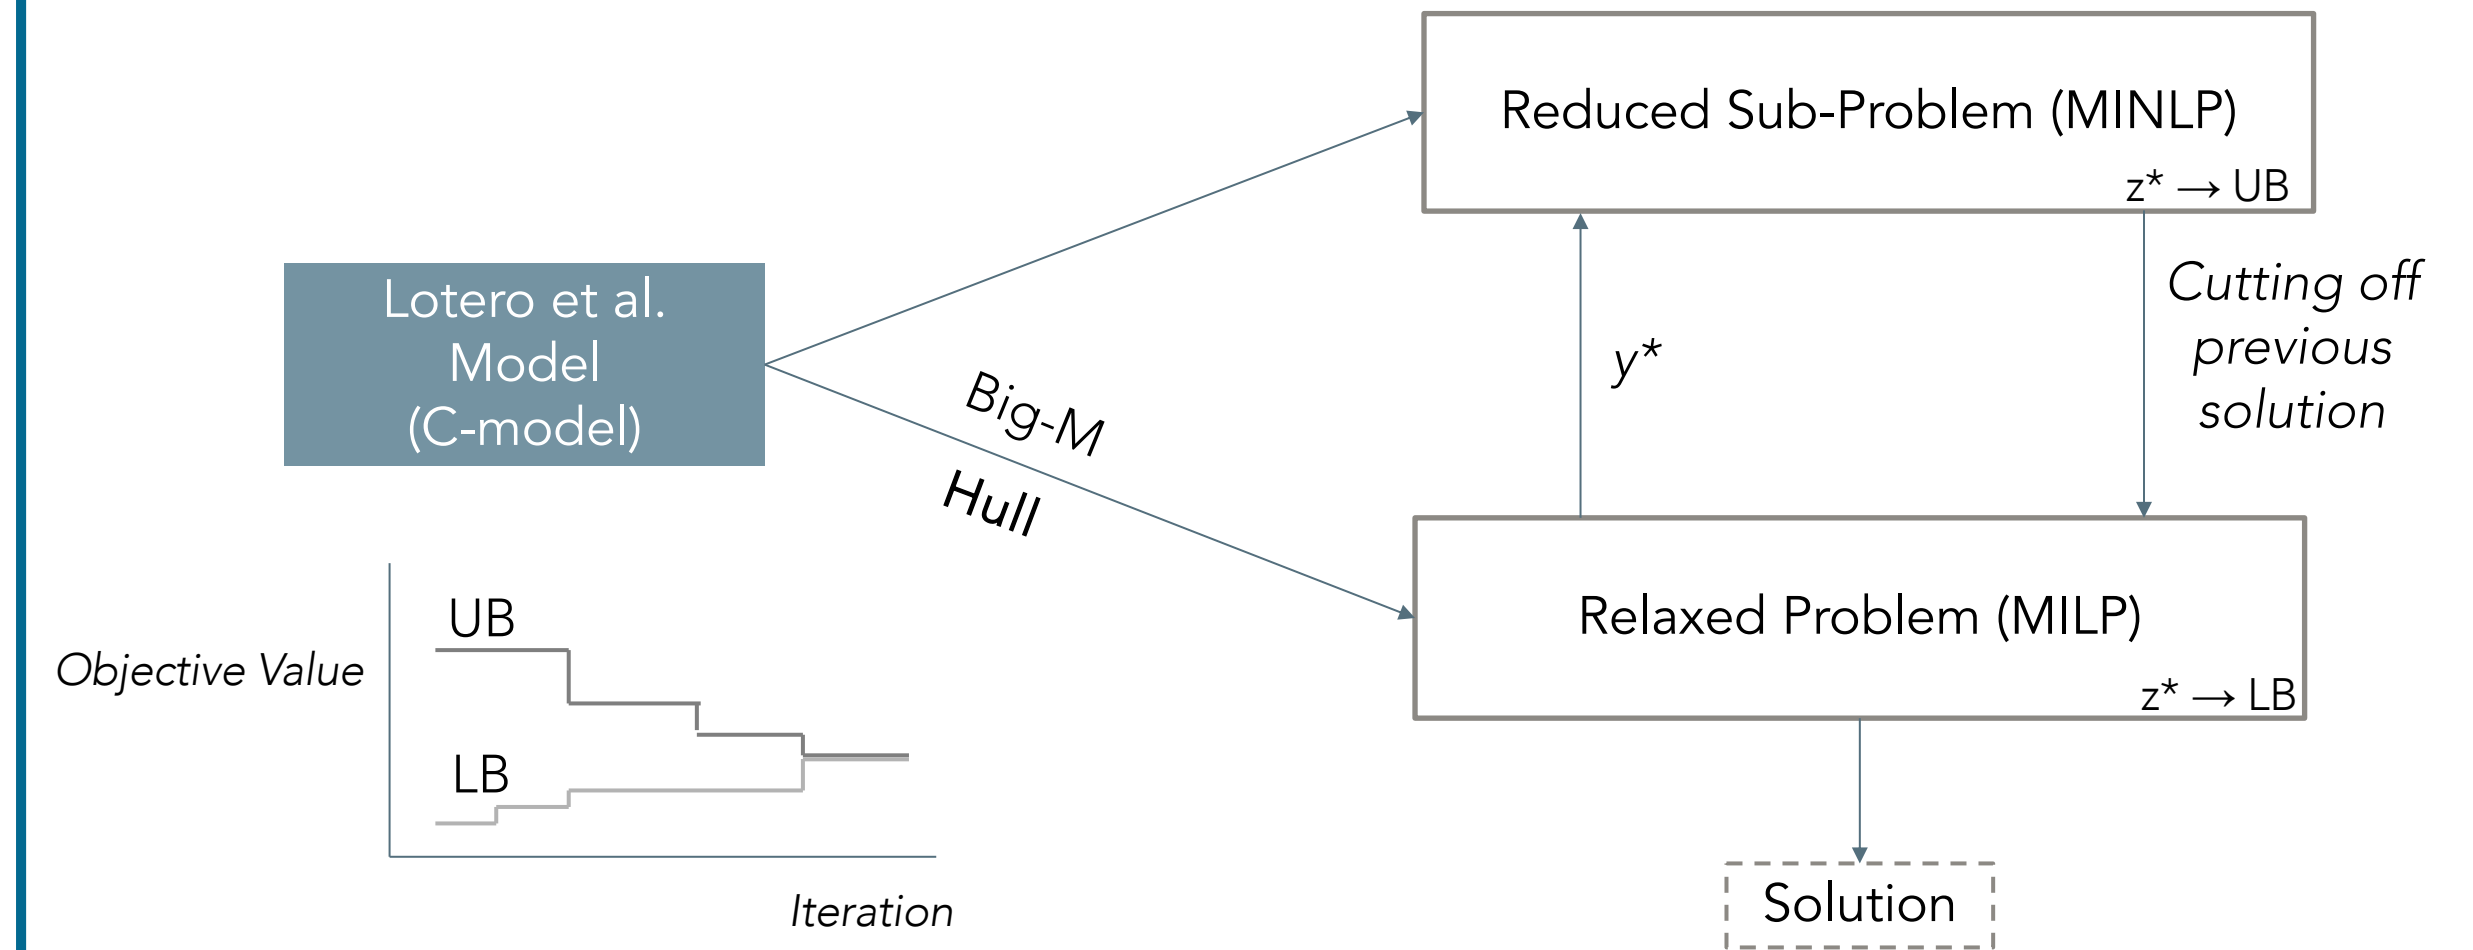 Reduced Sub-Problem (MINLP)
z* → UB
Lotero et al.
Model
(C-model)
Big-M
Hull
y*
Cutting off
previous
solution
Relaxed Problem (MILP)
z* → LB
Solution
UB
Objective Value
LB
Iteration